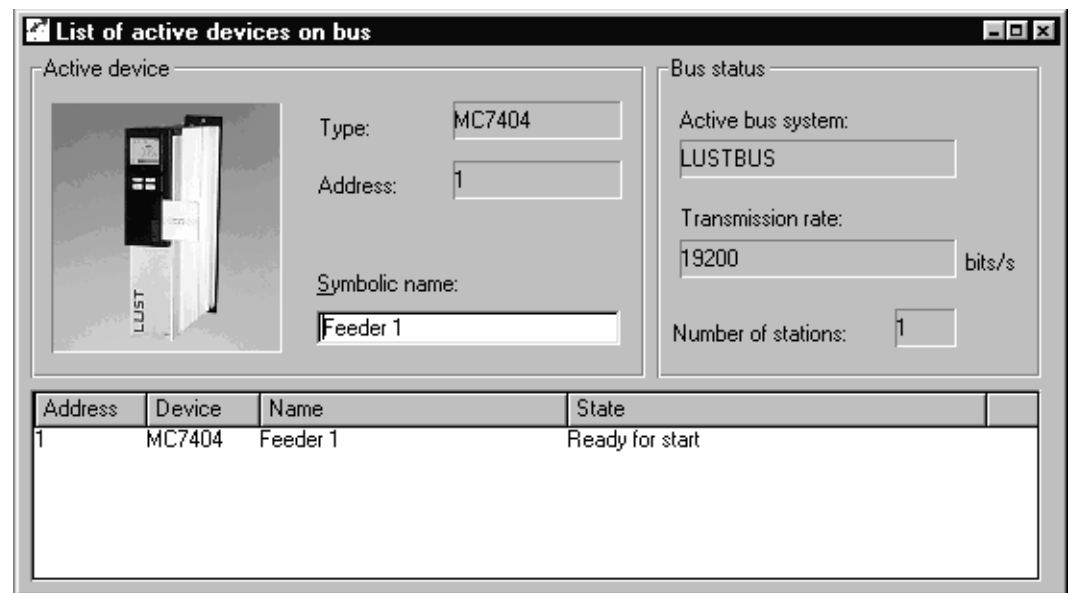 List of active devices on bus
Active device
Type: MC7404
Address: 1
Symbolic name:
Feeder 1
LUST
Bus status
Active bus system:
LUSTBUS
Transmission rate:
19200 bits/s
Number of stations: 1
Address Device Name State
1 MC7404 Feeder 1 Ready for start